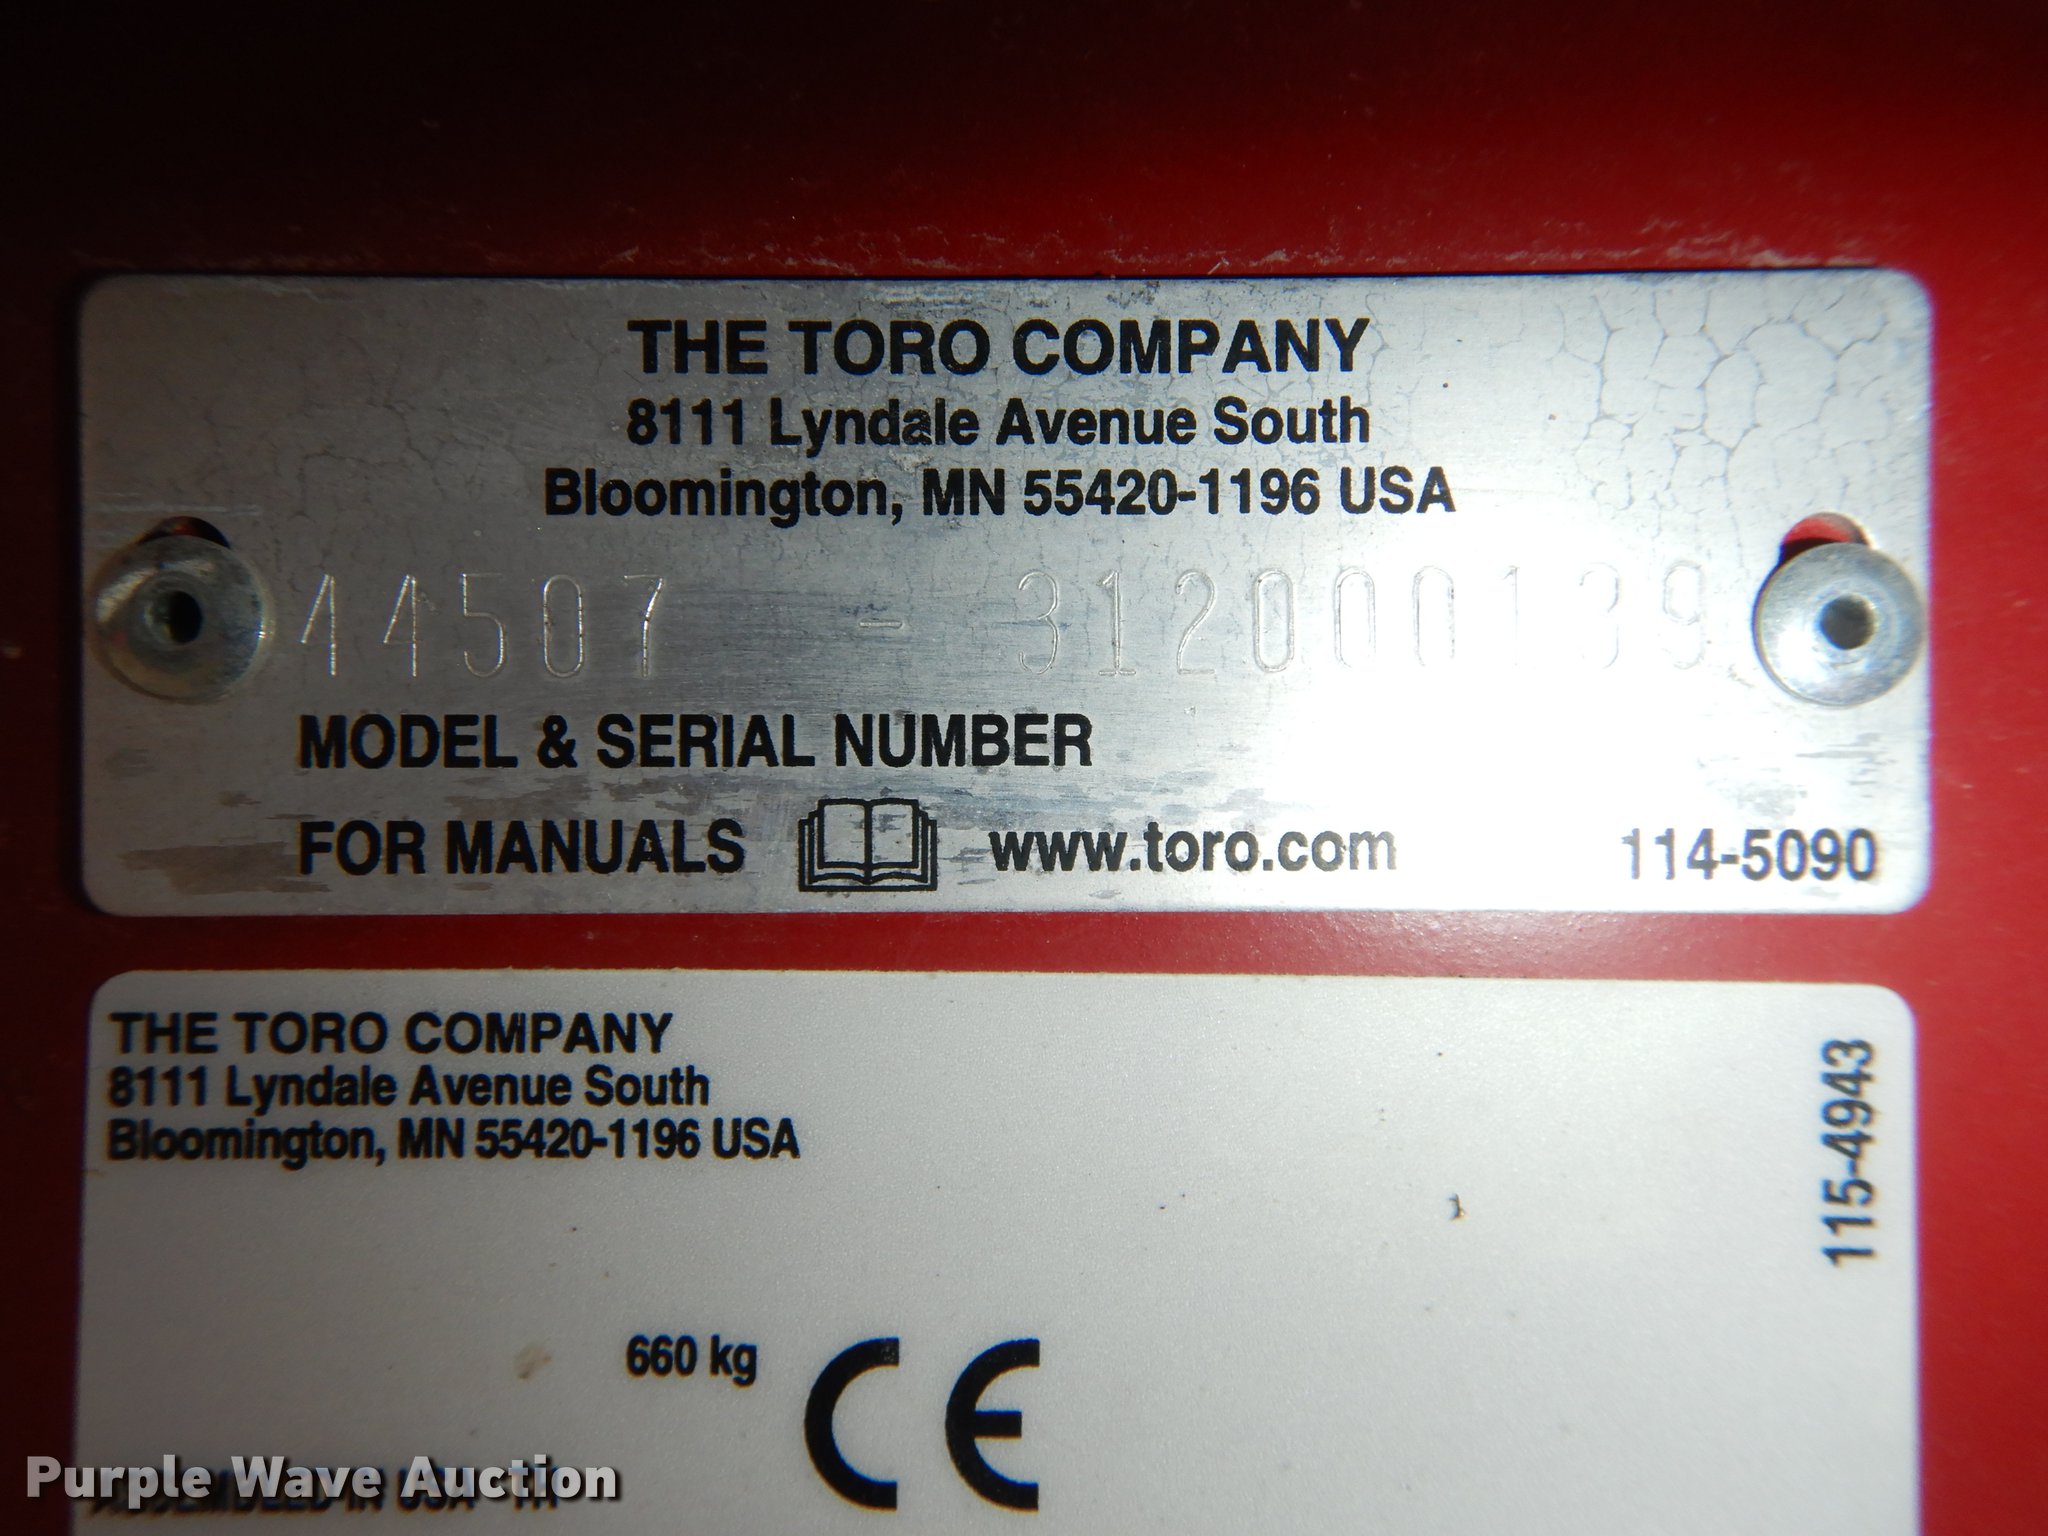 THE TORO COMPANY
8111 Lyndale Avenue South
Bloomington, MN 55420-1196 USA
44507 - 312000139
MODEL & SERIAL NUMBER
FOR MANUALS www.toro.com 114-5090
THE TORO COMPANY
8111 Lyndale Avenue South
Bloomington, MN 55420-1196 USA
115-4943
660 kg CE
IN USA
Purple Wave Auction